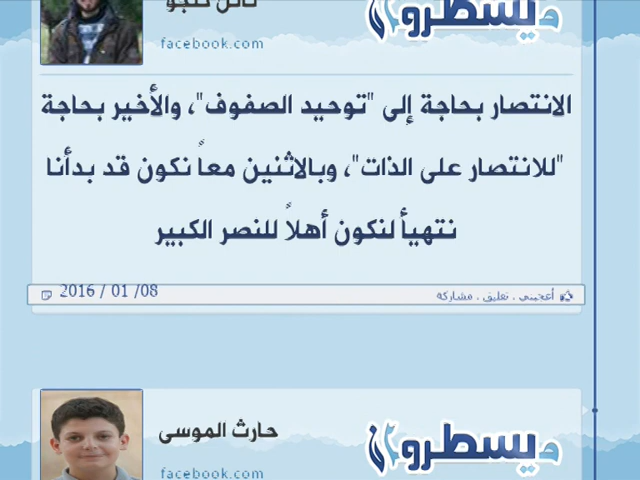 facebook.com
يسطرون
الانتصار بحاجة إلى "توحيد الصفوف"، والأخير بحاجة
"للانتصار على الذات"، وبالاثنين معاً نكون قد بدأنا
نتهيأ لنكون أهلاً للنصر الكبير
أعجبني . تعليق . مشاركة
2016 / 01 /08
حارث الموسى
يسطرون
facebook.com